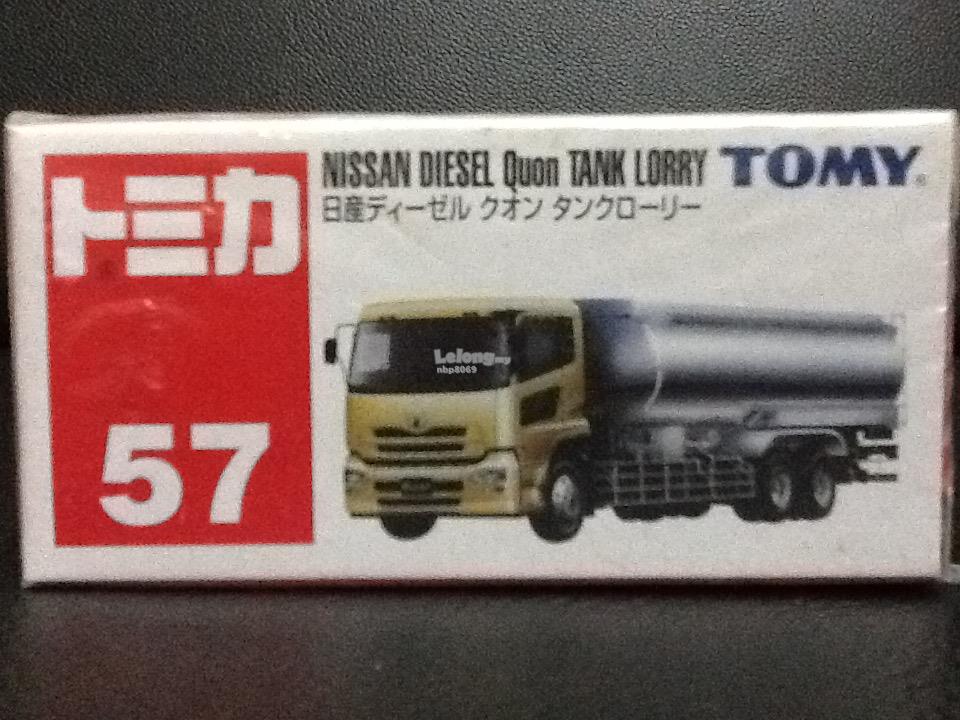 トミカ
57
NISSAN DIESEL Quon TANK LORRY
日産ディーゼル クオン タンクローリー
TOMY
Lelong.my
nbp8069